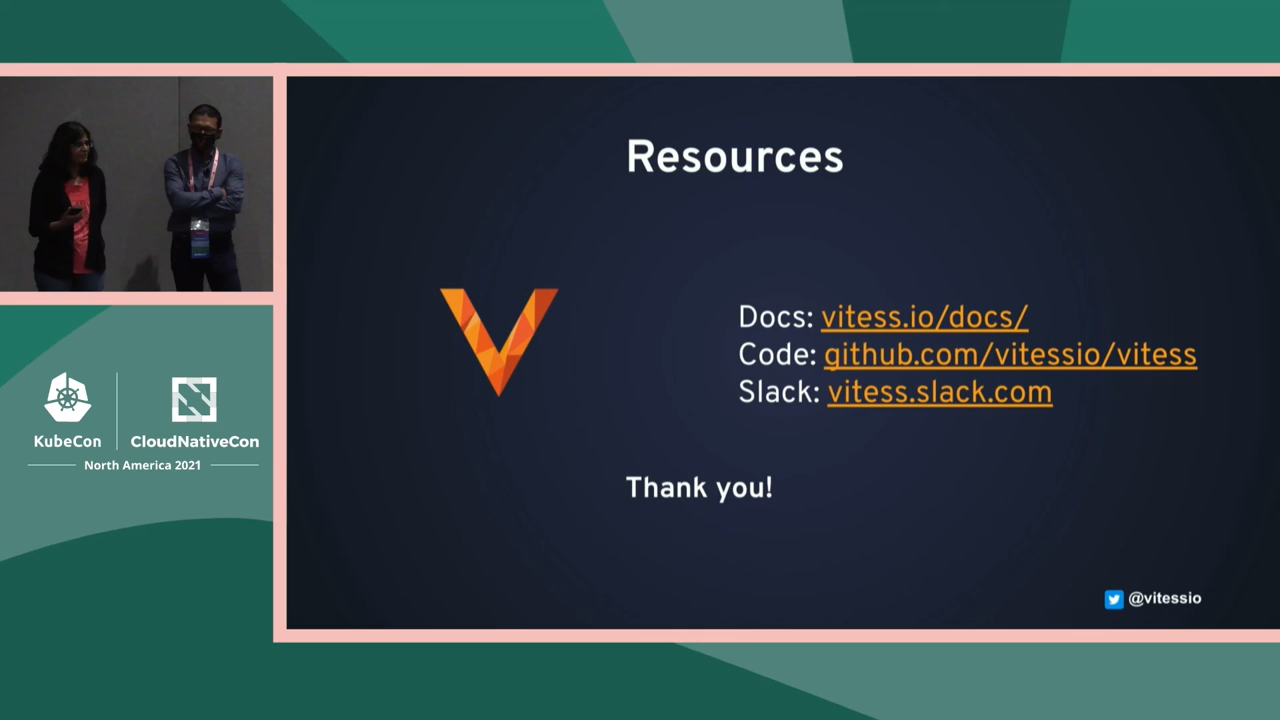 Resources
Docs: vitess.io/docs/
Code: github.com/vitessio/vitess
Slack: vitess.slack.com
Thank you!
@vitessio
KubeCon
CloudNativeCon
North America 2021